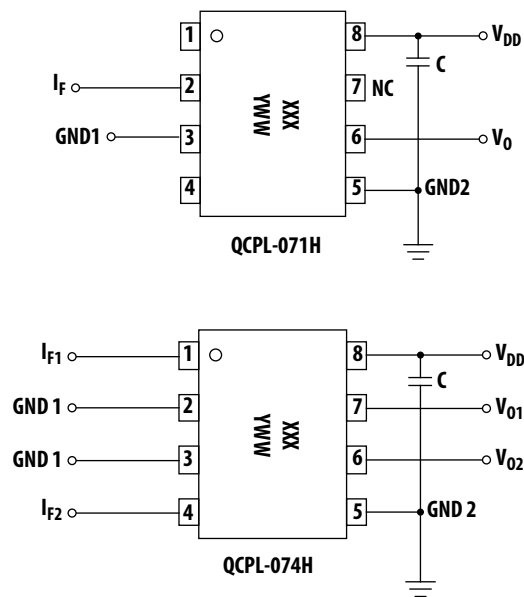 1 8 V_DD
C
I_F 2 7 NC
XXX
YWW
GND1 3 6 V_O
4 5 GND2
QCPL-071H
I_F1 1 8 V_DD
C
GND 1 2 7 V_O1
XXX
YWW
GND 1 3 6 V_O2
I_F2 4 5 GND 2
QCPL-074H